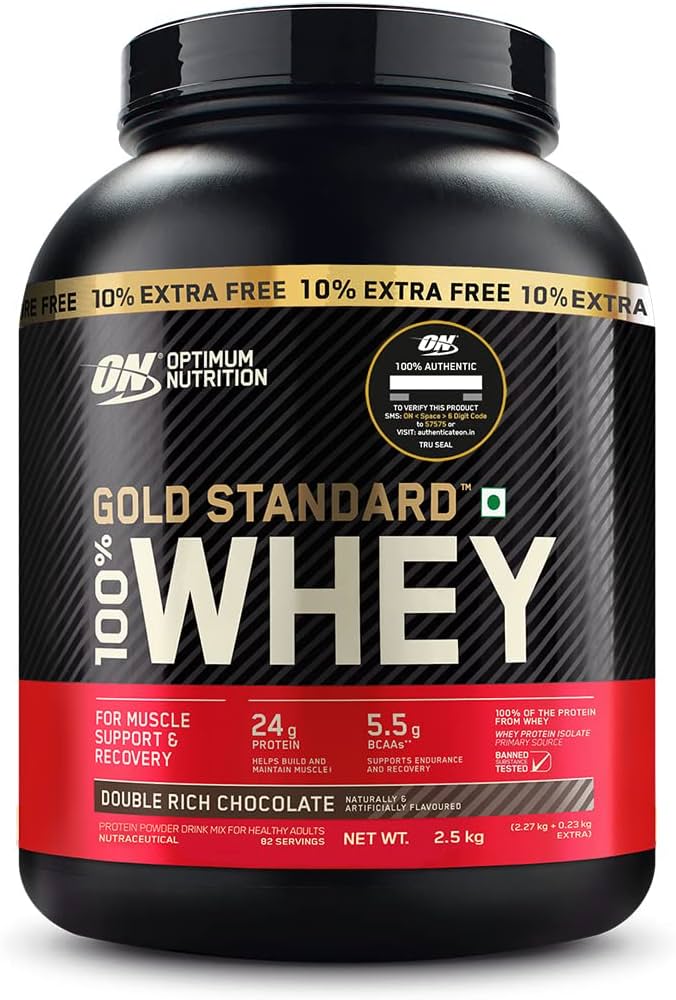 RE FREE 10% EXTRA FREE 10% EXTRA FREE 10% EXTRA
ON® OPTIMUM
NUTRITION
ON
100% AUTHENTIC
TO VERIFY THIS PRODUCT
SMS: ON < Space > 6 Digit Code
to 57575 or
VISIT: authenticateon.in
TRU SEAL
GOLD STANDARD™
100% WHEY
FOR MUSCLE
SUPPORT &
RECOVERY
24 g
PROTEIN
HELPS BUILD AND
MAINTAIN MUSCLE‡
5.5 g
BCAAs**
SUPPORTS ENDURANCE
AND RECOVERY
100% OF THE PROTEIN
FROM WHEY
WHEY PROTEIN ISOLATE
PRIMARY SOURCE
BANNED
SUBSTANCE
TESTED
DOUBLE RICH CHOCOLATE
NATURALLY &
ARTIFICIALLY FLAVOURED
PROTEIN POWDER DRINK MIX FOR HEALTHY ADULTS
NUTRACEUTICAL
82 SERVINGS
NET WT. 2.5 kg
(2.27 kg + 0.23 kg
EXTRA)